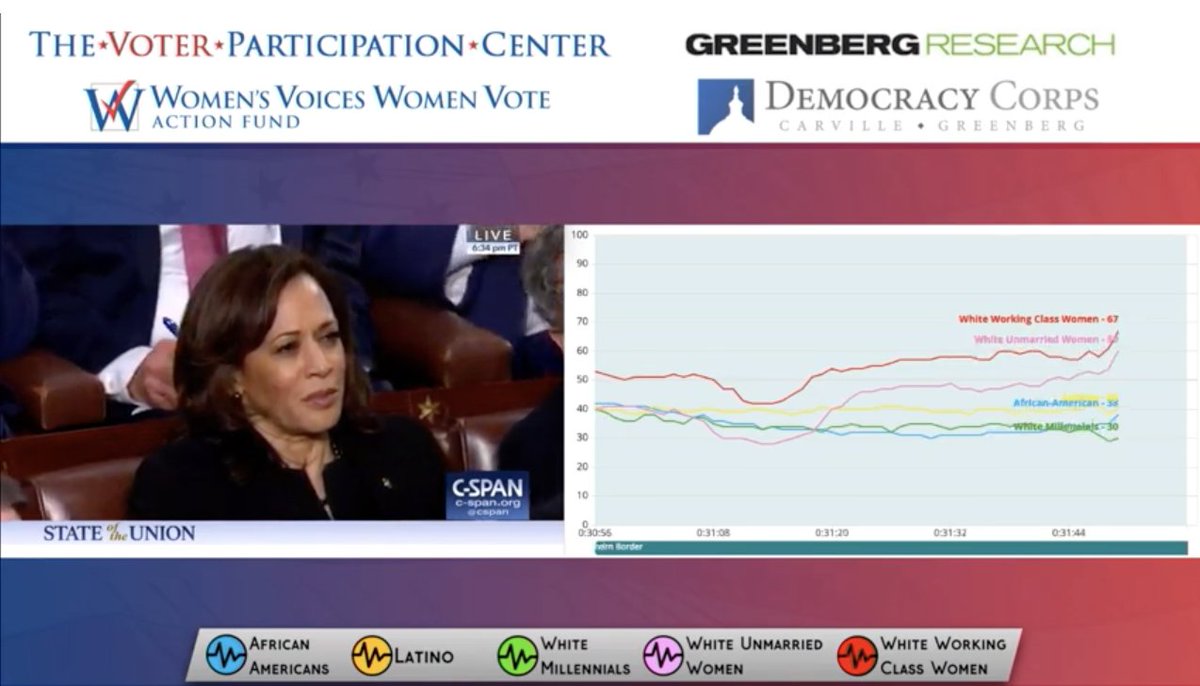 THE★VOTER★PARTICIPATION★CENTER
GREENBERG RESEARCH
WOMEN'S VOICES WOMEN VOTE
ACTION FUND
DEMOCRACY CORPS
CARVILLE ♦ GREENBERG
LIVE
6:34 pm PT
C-SPAN
c-span.org
@cspan
STATE of the UNION
100
90
80
70
60
50
40
30
20
10
0
White Working Class Women - 67
White Unmarried Women -
African-American - 38
White Millennials - 30
0:30:56
0:31:08
0:31:20
0:31:32
0:31:44
Border
AFRICAN
AMERICANS
LATINO
WHITE
MILLENNIALS
WHITE UNMARRIED
WOMEN
WHITE WORKING
CLASS WOMEN